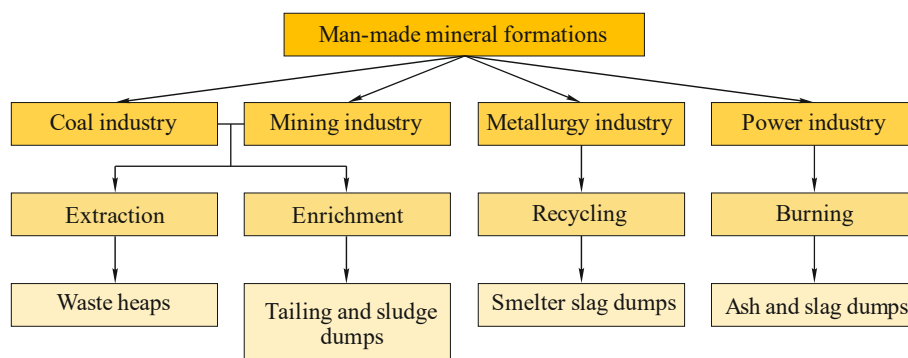 Man-made mineral formations
Coal industry
Mining industry
Metallurgy industry
Power industry
Extraction
Enrichment
Recycling
Burning
Waste heaps
Tailing and sludge
dumps
Smelter slag dumps
Ash and slag dumps